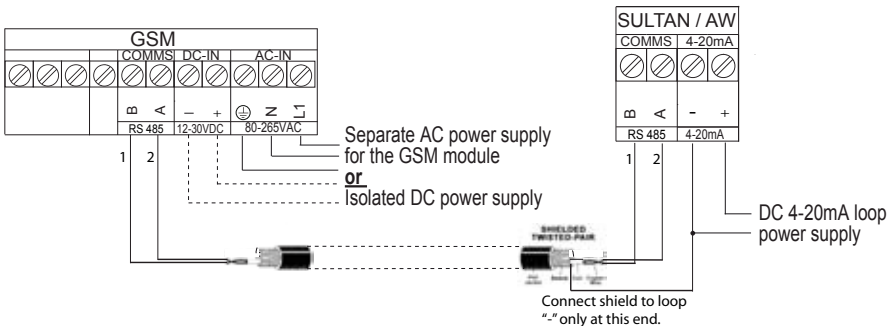 GSM
COMMS DC-IN AC-IN
B A – + N L1
RS 485 12-30VDC 80-265VAC
1 2
Separate AC power supply
for the GSM module
or
Isolated DC power supply
SULTAN / AW
COMMS 4-20mA
B A - +
RS 485 4-20mA
1 2
DC 4-20mA loop
power supply
SHIELDED
TWISTED-PAIR
Connect shield to loop
“-” only at this end.